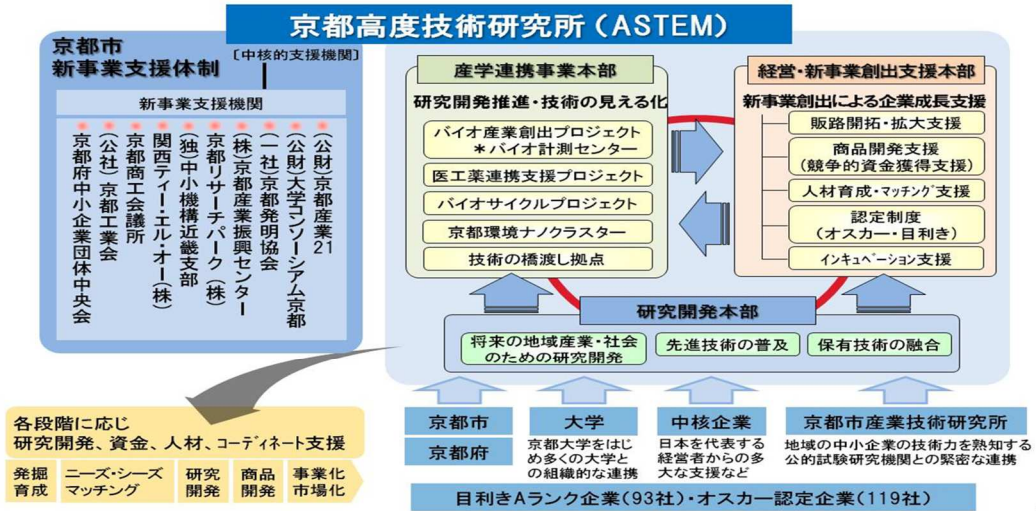 京都高度技術研究所（ASTEM）
京都市
新事業支援体制
［中核的支援機関］
新事業支援機関
（公財）京都産業21
（公財）大学コンソーシアム京都
（一社）京都発明協会
（株）京都産業振興センター
京都リサーチパーク（株）
（独）中小機構近畿支部
関西ティー・エル・オー（株）
京都商工会議所
（公社）京都工業会
京都府中小企業団体中央会
産学連携事業本部
研究開発推進・技術の見える化
バイオ産業創出プロジェクト
＊バイオ計測センター
医工薬連携支援プロジェクト
バイオサイクルプロジェクト
京都環境ナノクラスター
技術の橋渡し拠点
経営・新事業創出支援本部
新事業創出による企業成長支援
販路開拓・拡大支援
商品開発支援
（競争的資金獲得支援）
人材育成・マッチング支援
認定制度
（オスカー・目利き）
インキュベーション支援
研究開発本部
将来の地域産業・社会
のための研究開発
先進技術の普及
保有技術の融合
各段階に応じ
研究開発、資金、人材、コーディネート支援
発掘
育成
ニーズ・シーズ
マッチング
研究
開発
商品
開発
事業化
市場化
京都市
京都府
大学
京都大学をはじ
め多くの大学と
の組織的な連携
中核企業
日本を代表する
経営者からの多
大な支援など
京都市産業技術研究所
地域の中小企業の技術力を熟知する
公的試験研究機関との緊密な連携
目利きAランク企業（93社）・オスカー認定企業（119社）